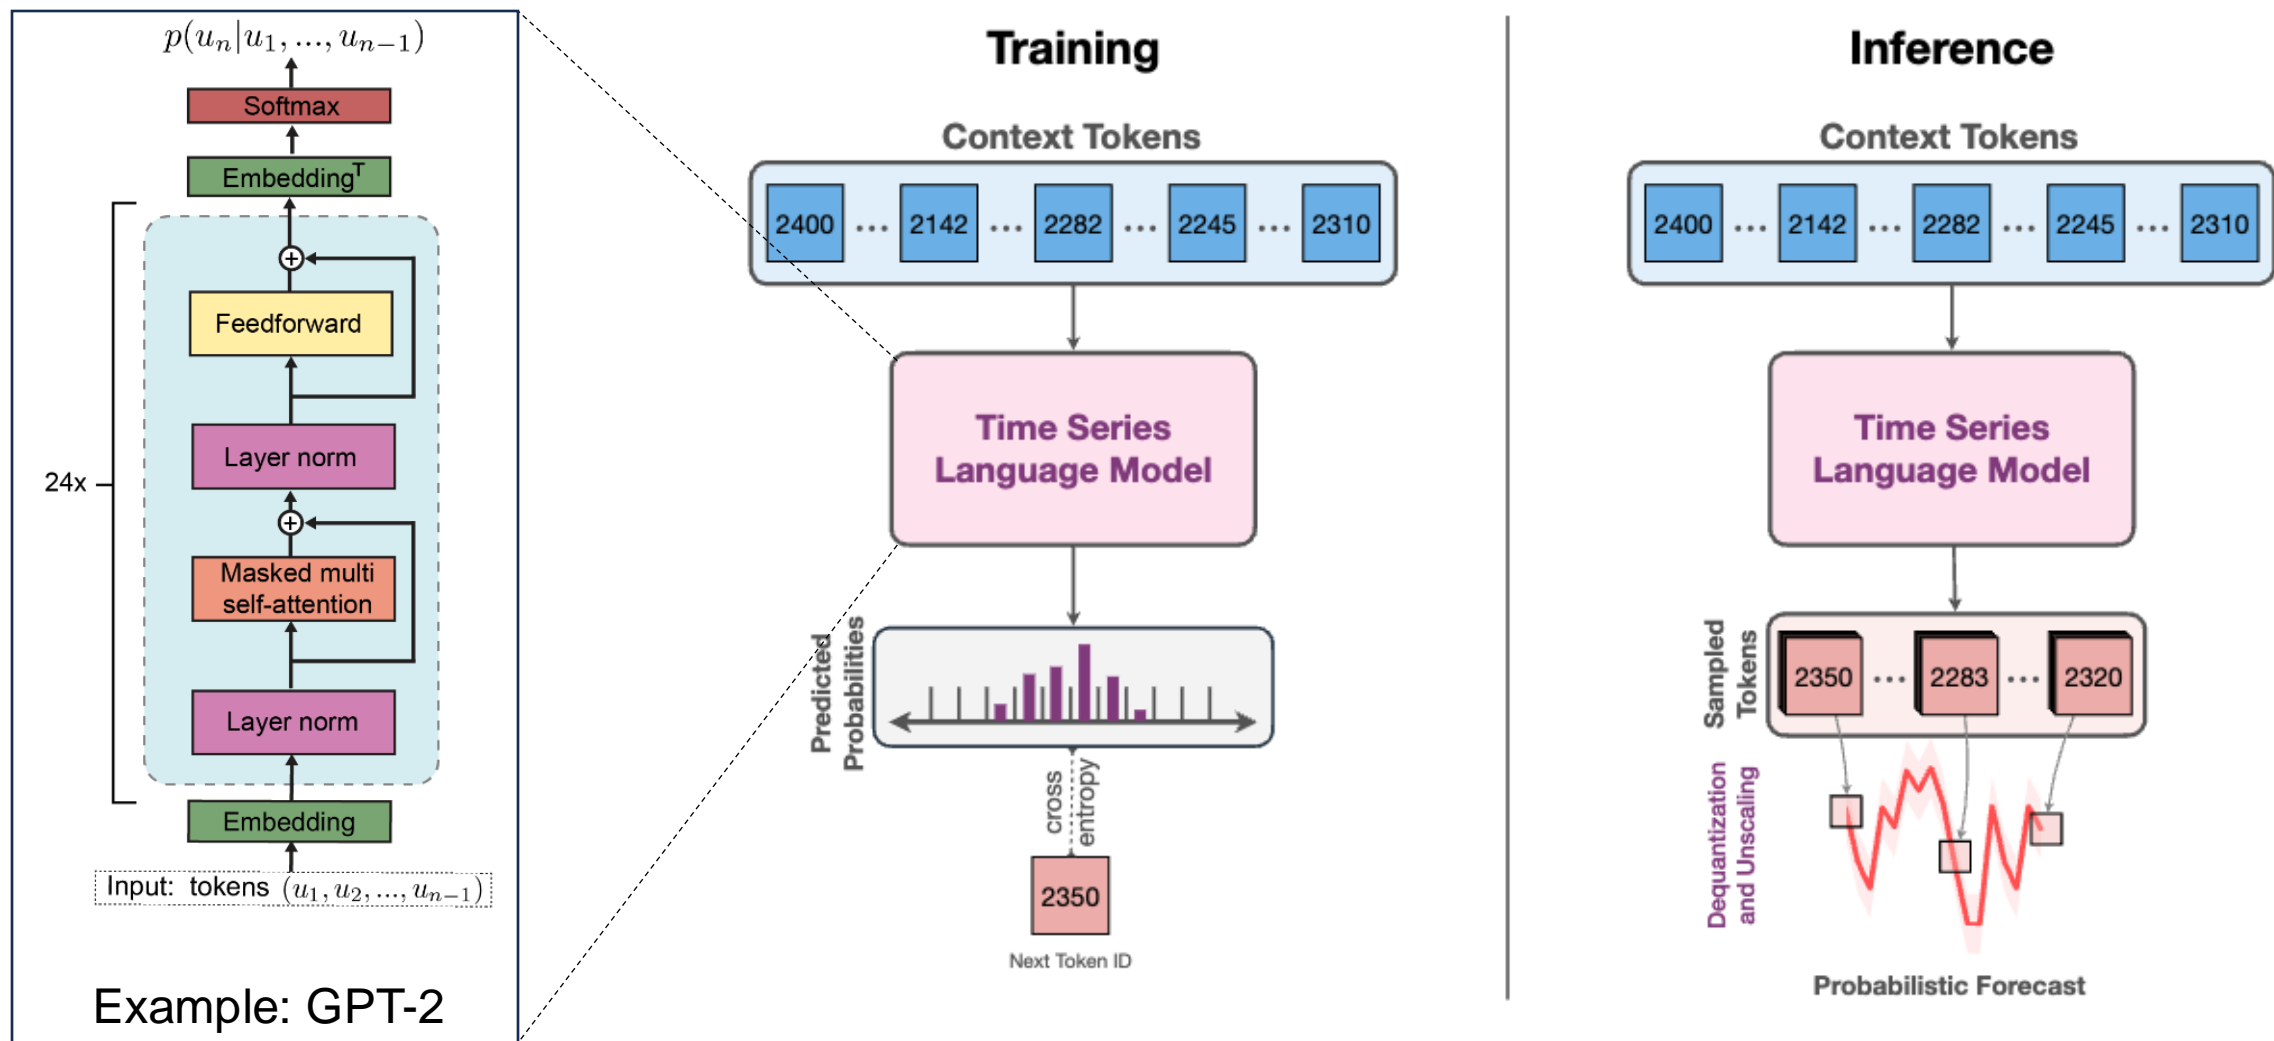 p(u_n|u_1, ..., u_{n-1})
Softmax
Embedding^T
Feedforward
Layer norm
24x
Masked multi
self-attention
Layer norm
Embedding
Input: tokens (u_1, u_2, ..., u_{n-1})
Example: GPT-2
Training
Context Tokens
2400 ... 2142 ... 2282 ... 2245 ... 2310
Time Series
Language Model
Predicted
Probabilities
cross
entropy
2350
Next Token ID
Inference
Context Tokens
2400 ... 2142 ... 2282 ... 2245 ... 2310
Time Series
Language Model
Sampled
Tokens
2350 ... 2283 ... 2320
Dequantization
and Unscaling
Probabilistic Forecast